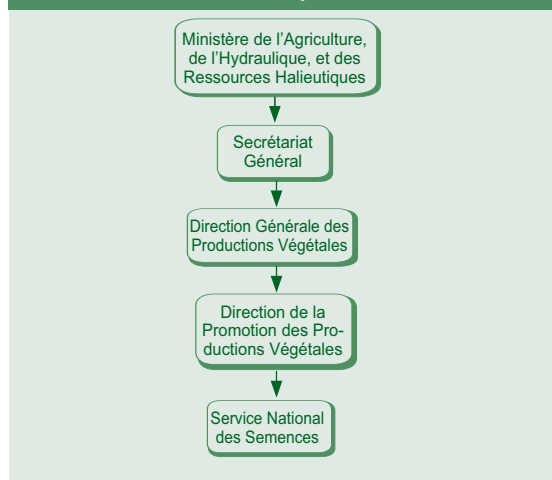 Ministère de l'Agriculture,
de l'Hydraulique, et des
Ressources Halieutiques
Secrétariat
Général
Direction Générale des
Productions Végétales
Direction de la
Promotion des Pro-
ductions Végétales
Service National
des Semences